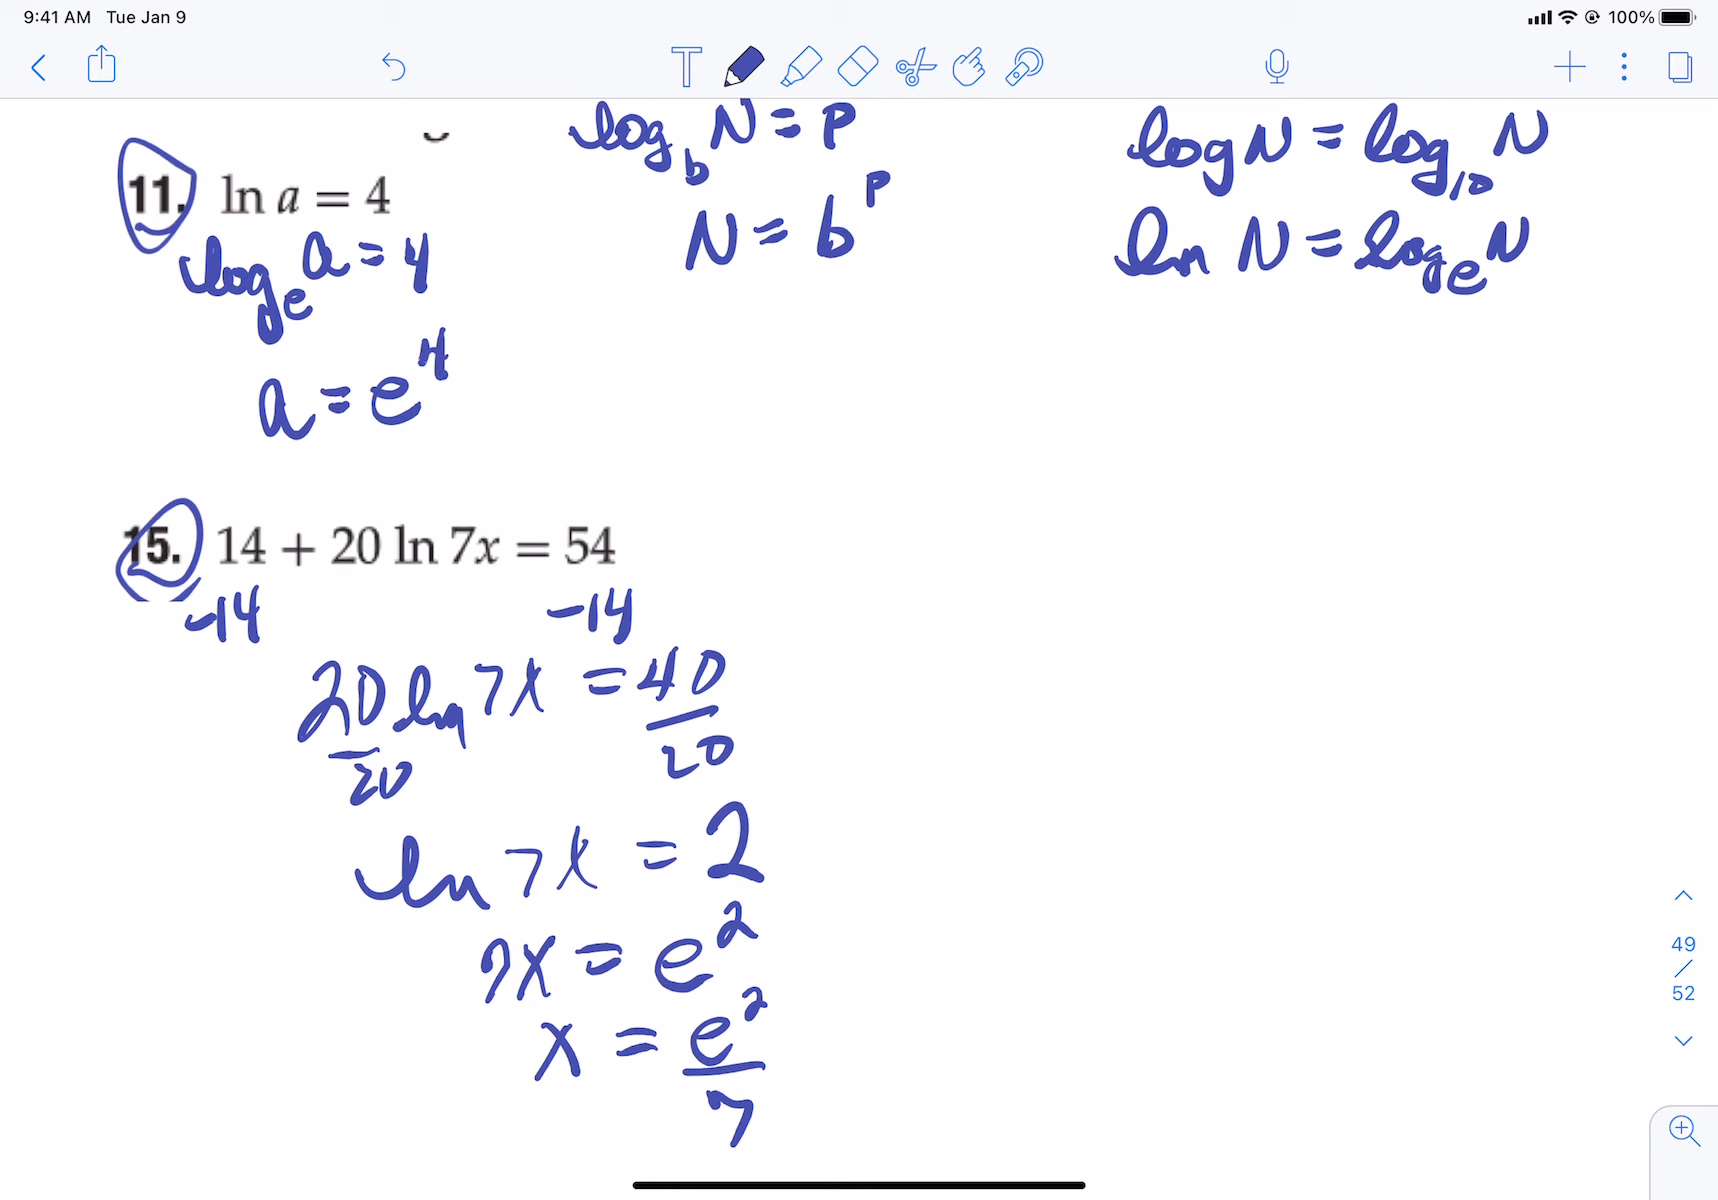 9:41 AM Tue Jan 9
100%
T
log_b N = P
N = b^P
log N = log_10 N
ln N = log_e N
11. ln a = 4
log_e a = 4
a = e^4
15. 14 + 20 ln 7x = 54
-14 -14
20 ln 7x = 40
20 20
ln 7x = 2
7x = e^2
x = e^2
7
49
/
52